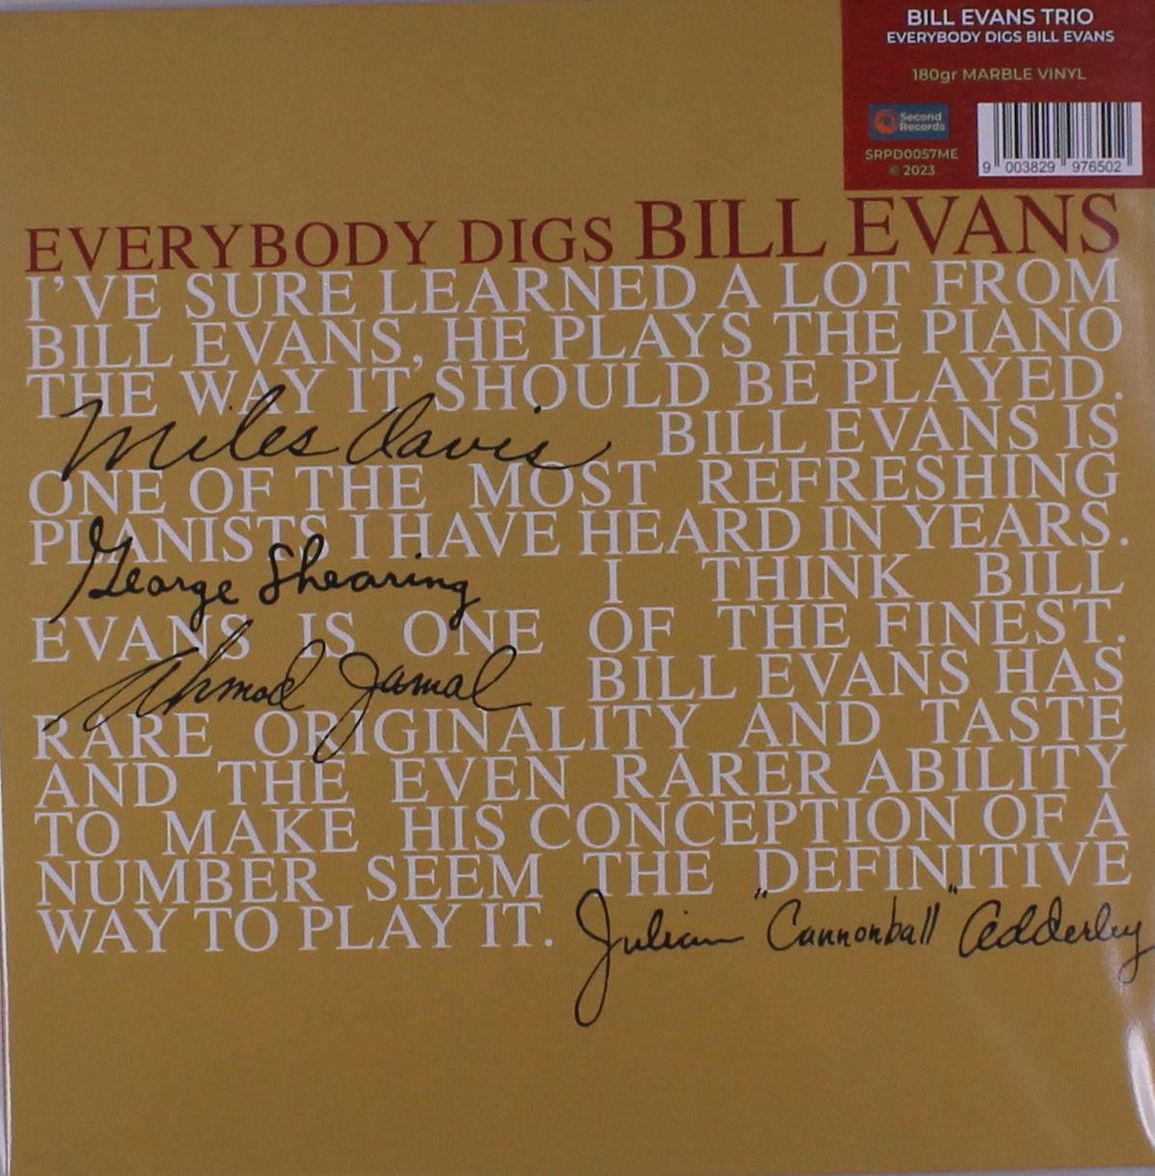 BILL EVANS TRIO
EVERYBODY DIGS BILL EVANS
180gr MARBLE VINYL
Second
Records
SRPD0057ME
© 2023
9 003829 976502
EVERYBODY DIGS BILL EVANS
I'VE SURE LEARNED A LOT FROM
BILL EVANS, HE PLAYS THE PIANO
THE WAY IT SHOULD BE PLAYED.
Miles Davis BILL EVANS IS
ONE OF THE MOST REFRESHING
PIANISTS I HAVE HEARD IN YEARS.
George Shearing I THINK BILL
EVANS IS ONE OF THE FINEST.
Ahmad Jamal BILL EVANS HAS
RARE ORIGINALITY AND TASTE
AND THE EVEN RARER ABILITY
TO MAKE HIS CONCEPTION OF A
NUMBER SEEM THE DEFINITIVE
WAY TO PLAY IT. Julian "Cannonball" Adderley